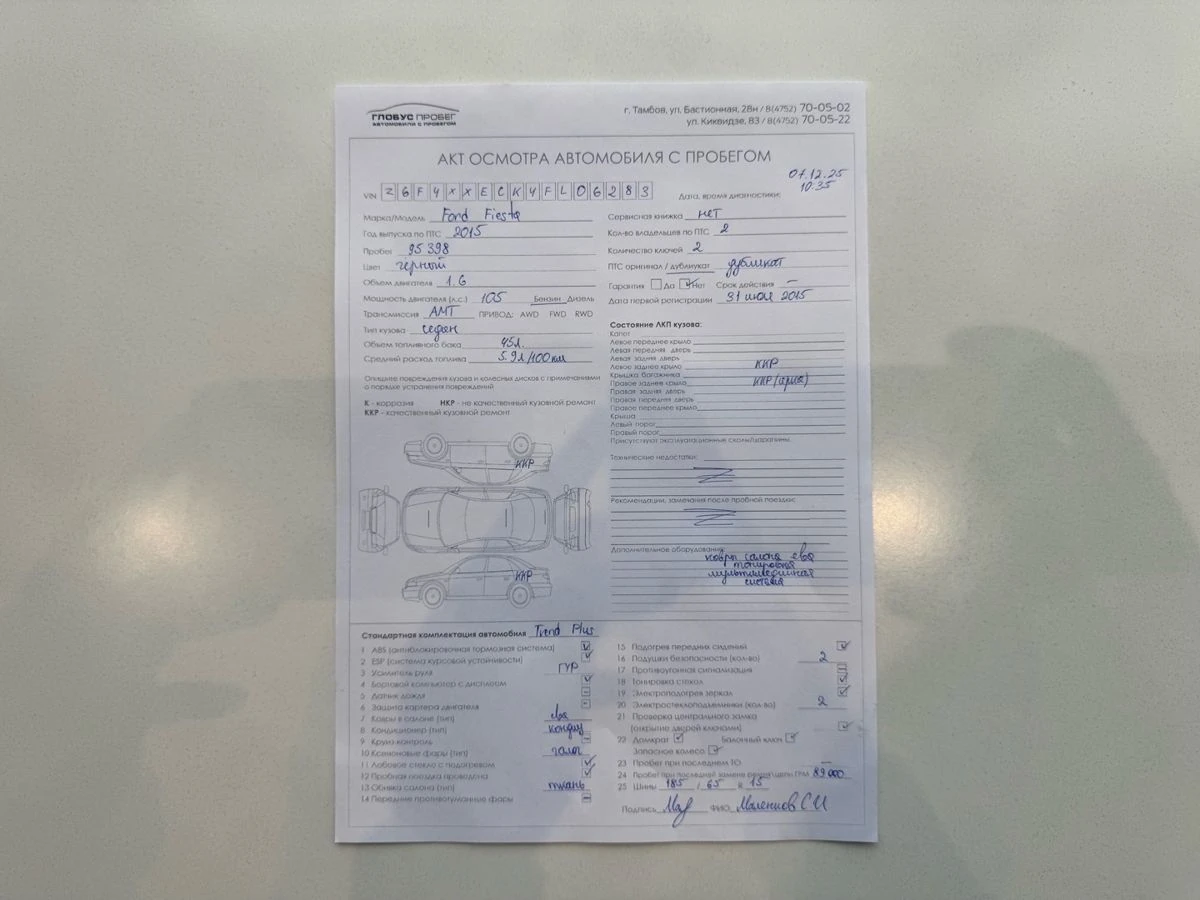 ГЛОБУС ПРОБЕГ
АВТОМОБИЛИ С ПРОБЕГОМ
г. Тамбов, ул. Бастионная, 28н / 8(4752) 70-05-02
ул. Киквидзе, 83 / 8(4752) 70-05-22
АКТ ОСМОТРА АВТОМОБИЛЯ С ПРОБЕГОМ
VIN Z6F4XXECK4FL06283
Дата, время диагностики: 07.12.25 10:35
Марка/Модель Ford Fiesta
Год выпуска по ПТС 2015
Пробег 95 398
Цвет черный
Объем двигателя 1.6
Мощность двигателя (л.с.) 105 Бензин Дизель
Трансмиссия АМТ ПРИВОД: AWD FWD RWD
Тип кузова седан
Объем топливного бака 45л.
Средний расход топлива 5.9л/100км
Опишите повреждения кузова и колесных дисков с примечаниями
о порядке устранения повреждений
К - коррозия НКР - не качественный кузовной ремонт
ККР - качественный кузовной ремонт
ККР
ККР
Сервисная книжка нет
Кол-во владельцев по ПТС 2
Количество ключей 2
ПТС оригинал / дубликат дубликат
Гарантия Да Нет Срок действия –
Дата первой регистрации 31 июл 2015
Состояние ЛКП кузова:
Капот
Левое переднее крыло
Левая передняя дверь
Левая задняя дверь
Левое заднее крыло ККР
Крышка багажника
Правое заднее крыло ККР
Правая задняя дверь
Правая передняя дверь
Правое переднее крыло
Крыша
Левый порог
Правый порог
Присутствуют эксплуатационные сколы/царапины.
Технические недостатки:
Z
Рекомендации, замечания после пробной поездки:
Z
Дополнительное оборудование:
ковры салона ева
тонировка
мультимедийная
система
Стандартная комплектация автомобиля Trend Plus
1 ABS (антиблокировочная тормозная система)
2 ESP (система курсовой устойчивости)
3 Усилитель руля ГУР
4 Бортовой компьютер с дисплеем
5 Датчик дождя –
6 Защита картера двигателя –
7 Ковры в салоне (тип) ева
8 Кондиционер (тип) кондиц
9 Круиз контроль –
10 Ксеноновые фары (тип) галог
11 Лобовое стекло с подогревом
12 Пробная поездка проведена
13 Обивка салона (тип) ткань
14 Передние противотуманные фары –
15 Подогрев передних сидений
16 Подушки безопасности (кол-во) 2
17 Противоугонная сигнализация –
18 Тонировка стекол
19 Электроподогрев зеркал
20 Электростеклоподъемники (кол-во) 2
21 Проверка центрального замка
(открытие дверей ключами)
22 Домкрат Балонный ключ
Запасное колесо
23 Пробег при последнем ТО –
24 Пробег при последней замене ремня/цепи ГРМ 89 000
25 Шины 185 / 65 R 15
Подпись ФИО